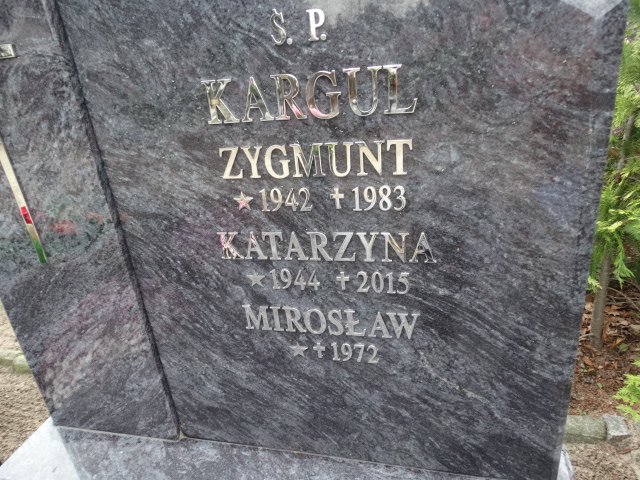 Ś. P.
KARGUL
ZYGMUNT
★1942 ✝1983
KATARZYNA
★1944 ✝2015
MIROSŁAW
★✝1972